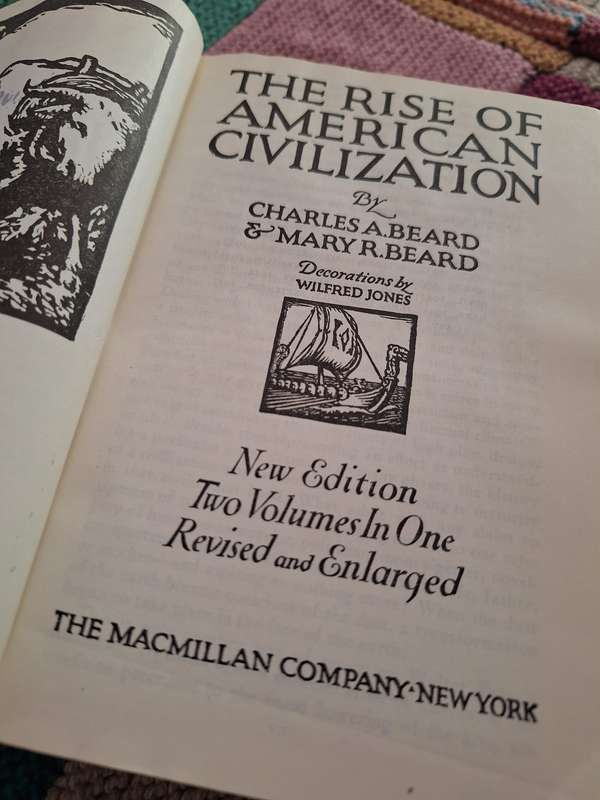 THE RISE OF
AMERICAN
CIVILIZATION
By
CHARLES A. BEARD
& MARY R. BEARD
Decorations by
WILFRED JONES
New Edition
Two Volumes In One
Revised and Enlarged
THE MACMILLAN COMPANY·NEW YORK